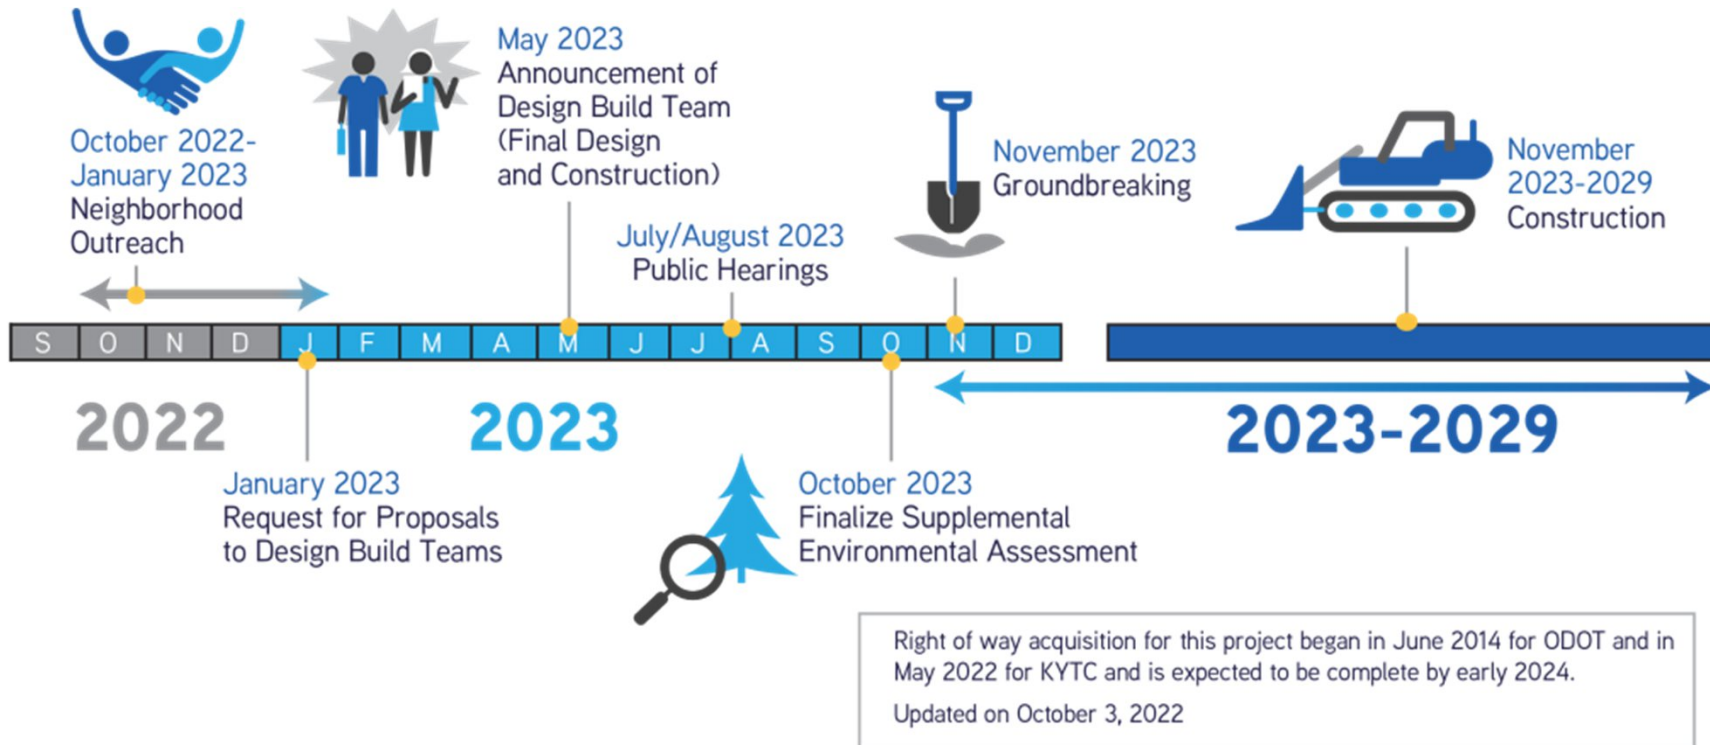 October 2022-
January 2023
Neighborhood
Outreach
May 2023
Announcement of
Design Build Team
(Final Design
and Construction)
July/August 2023
Public Hearings
November 2023
Groundbreaking
November
2023-2029
Construction
S O N D J F M A M J J A S O N D
2022
2023
2023-2029
January 2023
Request for Proposals
to Design Build Teams
October 2023
Finalize Supplemental
Environmental Assessment
Right of way acquisition for this project began in June 2014 for ODOT and in
May 2022 for KYTC and is expected to be complete by early 2024.
Updated on October 3, 2022